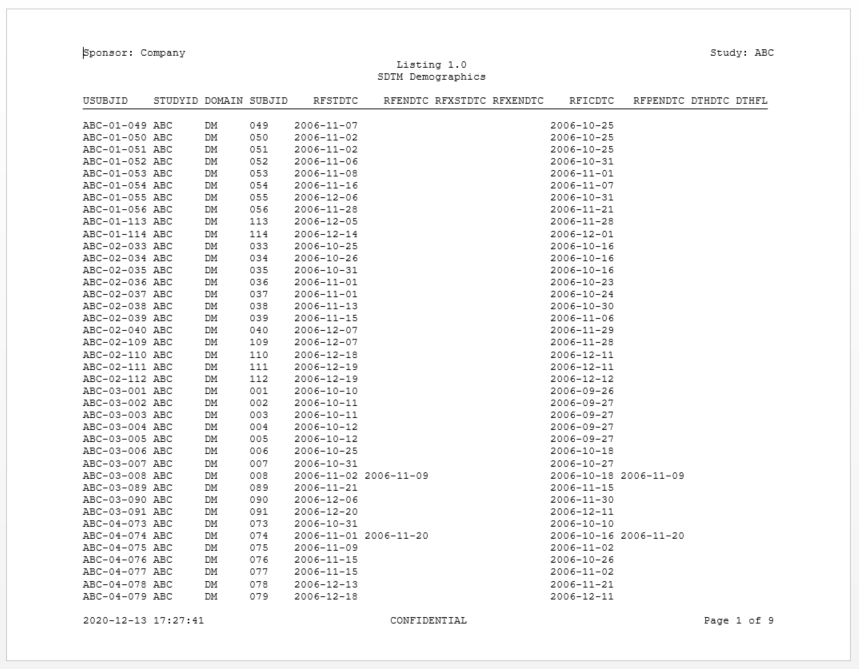 Sponsor: Company Study: ABC
Listing 1.0
SDTM Demographics
USUBJID STUDYID DOMAIN SUBJID RFSTDTC RFENDTC RFXSTDTC RFXENDTC RFICDTC RFPENDTC DTHDTC DTHFL
ABC-01-049 ABC DM 049 2006-11-07 2006-10-25
ABC-01-050 ABC DM 050 2006-11-02 2006-10-25
ABC-01-051 ABC DM 051 2006-11-02 2006-10-25
ABC-01-052 ABC DM 052 2006-11-06 2006-10-31
ABC-01-053 ABC DM 053 2006-11-08 2006-11-01
ABC-01-054 ABC DM 054 2006-11-16 2006-11-07
ABC-01-055 ABC DM 055 2006-12-06 2006-10-31
ABC-01-056 ABC DM 056 2006-11-28 2006-11-21
ABC-01-113 ABC DM 113 2006-12-05 2006-11-28
ABC-01-114 ABC DM 114 2006-12-14 2006-12-01
ABC-02-033 ABC DM 033 2006-10-25 2006-10-16
ABC-02-034 ABC DM 034 2006-10-26 2006-10-16
ABC-02-035 ABC DM 035 2006-10-31 2006-10-16
ABC-02-036 ABC DM 036 2006-11-01 2006-10-23
ABC-02-037 ABC DM 037 2006-11-01 2006-10-24
ABC-02-038 ABC DM 038 2006-11-13 2006-10-30
ABC-02-039 ABC DM 039 2006-11-15 2006-11-06
ABC-02-040 ABC DM 040 2006-12-07 2006-11-29
ABC-02-109 ABC DM 109 2006-12-07 2006-11-28
ABC-02-110 ABC DM 110 2006-12-18 2006-12-11
ABC-02-111 ABC DM 111 2006-12-19 2006-12-11
ABC-02-112 ABC DM 112 2006-12-19 2006-12-12
ABC-03-001 ABC DM 001 2006-10-10 2006-09-26
ABC-03-002 ABC DM 002 2006-10-11 2006-09-27
ABC-03-003 ABC DM 003 2006-10-11 2006-09-27
ABC-03-004 ABC DM 004 2006-10-12 2006-09-27
ABC-03-005 ABC DM 005 2006-10-12 2006-09-27
ABC-03-006 ABC DM 006 2006-10-25 2006-10-18
ABC-03-007 ABC DM 007 2006-10-31 2006-10-27
ABC-03-008 ABC DM 008 2006-11-02 2006-11-09 2006-10-18 2006-11-09
ABC-03-089 ABC DM 089 2006-11-21 2006-11-15
ABC-03-090 ABC DM 090 2006-12-06 2006-11-30
ABC-03-091 ABC DM 091 2006-12-20 2006-12-11
ABC-04-073 ABC DM 073 2006-10-31 2006-10-10
ABC-04-074 ABC DM 074 2006-11-01 2006-11-20 2006-10-16 2006-11-20
ABC-04-075 ABC DM 075 2006-11-09 2006-11-02
ABC-04-076 ABC DM 076 2006-11-15 2006-10-26
ABC-04-077 ABC DM 077 2006-11-15 2006-11-02
ABC-04-078 ABC DM 078 2006-12-13 2006-11-21
ABC-04-079 ABC DM 079 2006-12-18 2006-12-11
2020-12-13 17:27:41 CONFIDENTIAL Page 1 of 9